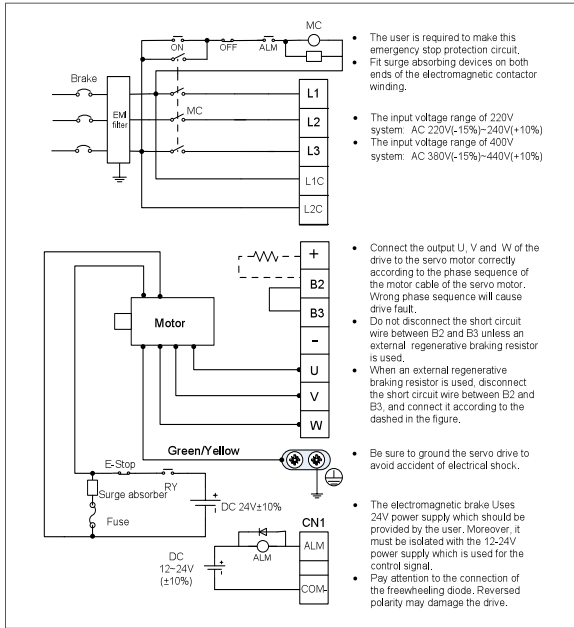 MC
ON
OFF
ALM
Brake
EMI
filter
MC
L1
L2
L3
L1C
L2C
• The user is required to make this
emergency stop protection circuit.
• Fit surge absorbing devices on both
ends of the electromagnetic contactor
winding.
• The input voltage range of 220V
system: AC 220V(-15%)~240V(+10%)
• The input voltage range of 400V
system: AC 380V(-15%)~440V(+10%)
+
B2
B3
-
U
V
W
Motor
• Connect the output U, V and W of the
drive to the servo motor correctly
according to the phase sequence of
the motor cable of the servo motor.
Wrong phase sequence will cause
drive fault.
• Do not disconnect the short circuit
wire between B2 and B3 unless an
external regenerative braking resistor
is used.
• When an external regenerative
braking resistor is used, disconnect
the short circuit wire between B2 and
B3, and connect it according to the
dashed in the figure.
Green/Yellow
• Be sure to ground the servo drive to
avoid accident of electrical shock.
E-Stop
RY
Surge absorber
Fuse
+
DC 24V±10%
CN1
ALM
COM-
ALM
DC
12~24V
(±10%)
+
• The electromagnetic brake Uses
24V power supply which should be
provided by the user. Moreover, it
must be isolated with the 12-24V
power supply which is used for the
control signal.
• Pay attention to the connection of
the freewheeling diode. Reversed
polarity may damage the drive.